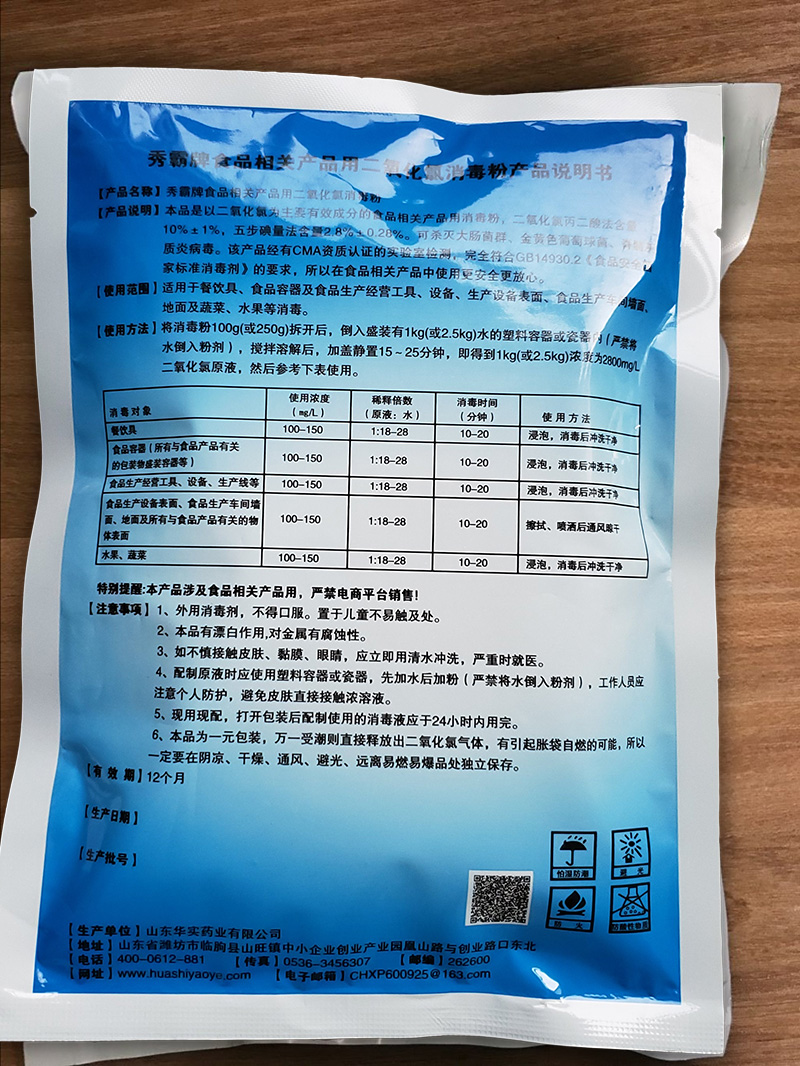 秀霸牌食品相关产品用二氧化氯消毒粉产品说明书
【产品名称】秀霸牌食品相关产品用二氧化氯消毒粉
【产品说明】本品是以二氧化氯为主要有效成分的食品相关产品用消毒粉，二氧化氯丙二酸法含量
10%±1%，五步碘量法含量2.8%±0.28%。可杀灭大肠菌群、金黄色葡萄球菌、
质炎病毒。该产品经有CMA资质认证的实验室检测，完全符合GB14930.2《食品安全
家标准消毒剂》的要求，所以在食品相关产品中使用更安全更放心。
【使用范围】适用于餐饮具、食品容器及食品生产经营工具、设备、生产设备表面、食品生产车间墙面、
地面及蔬菜、水果等消毒。
【使用方法】将消毒粉100g(或250g)拆开后，倒入盛装有1kg(或2.5kg)水的塑料容器或瓷器内（严禁将
水倒入粉剂），搅拌溶解后，加盖静置15~25分钟，即得到1kg(或2.5kg)浓度为2800mg/L
二氧化氯原液，然后参考下表使用。
消毒对象 使用浓度（mg/L） 稀释倍数（原液：水） 消毒时间（分钟） 使用方法
餐饮具 100–150 1:18–28 10–20 浸泡，消毒后冲洗干净
食品容器（所有与食品产品有关
的包装物盛装容器等） 100–150 1:18–28 10–20 浸泡，消毒后冲洗干净
食品生产经营工具、设备、生产线等 100–150 1:18–28 10–20 浸泡，消毒后冲洗干净
食品生产设备表面、食品生产车间墙
面、地面及所有与食品产品有关的物
体表面 100–150 1:18–28 10–20 擦拭、喷洒后通风晾干
水果、蔬菜 100–150 1:18–28 10–20 浸泡，消毒后冲洗干净
特别提醒:本产品涉及食品相关产品用，严禁电商平台销售！
【注意事项】1、外用消毒剂，不得口服。置于儿童不易触及处。
2、本品有漂白作用,对金属有腐蚀性。
3、如不慎接触皮肤、黏膜、眼睛，应立即用清水冲洗，严重时就医。
4、配制原液时应使用塑料容器或瓷器，先加水后加粉（严禁将水倒入粉剂），工作人员应
注意个人防护，避免皮肤直接接触浓溶液。
5、现用现配，打开包装后配制使用的消毒液应于24小时内用完。
6、本品为一元包装，万一受潮则直接释放出二氧化氯气体，有引起胀袋自燃的可能，所以
一定要在阴凉、干燥、通风、避光、远离易燃易爆品处独立保存。
【有效期】12个月
【生产日期】
【生产批号】
怕湿防潮 避光
防火 防酸性物质
【生产单位】山东华实药业有限公司
【地址】山东省潍坊市临朐县山旺镇中小企业创业产业园凰山路与创业路口东北
【电话】400-0612-881 【传真】0536-3456307 【邮编】262600
【网址】www.huashiyaoye.com 【电子邮箱】CHXP600925@163.com